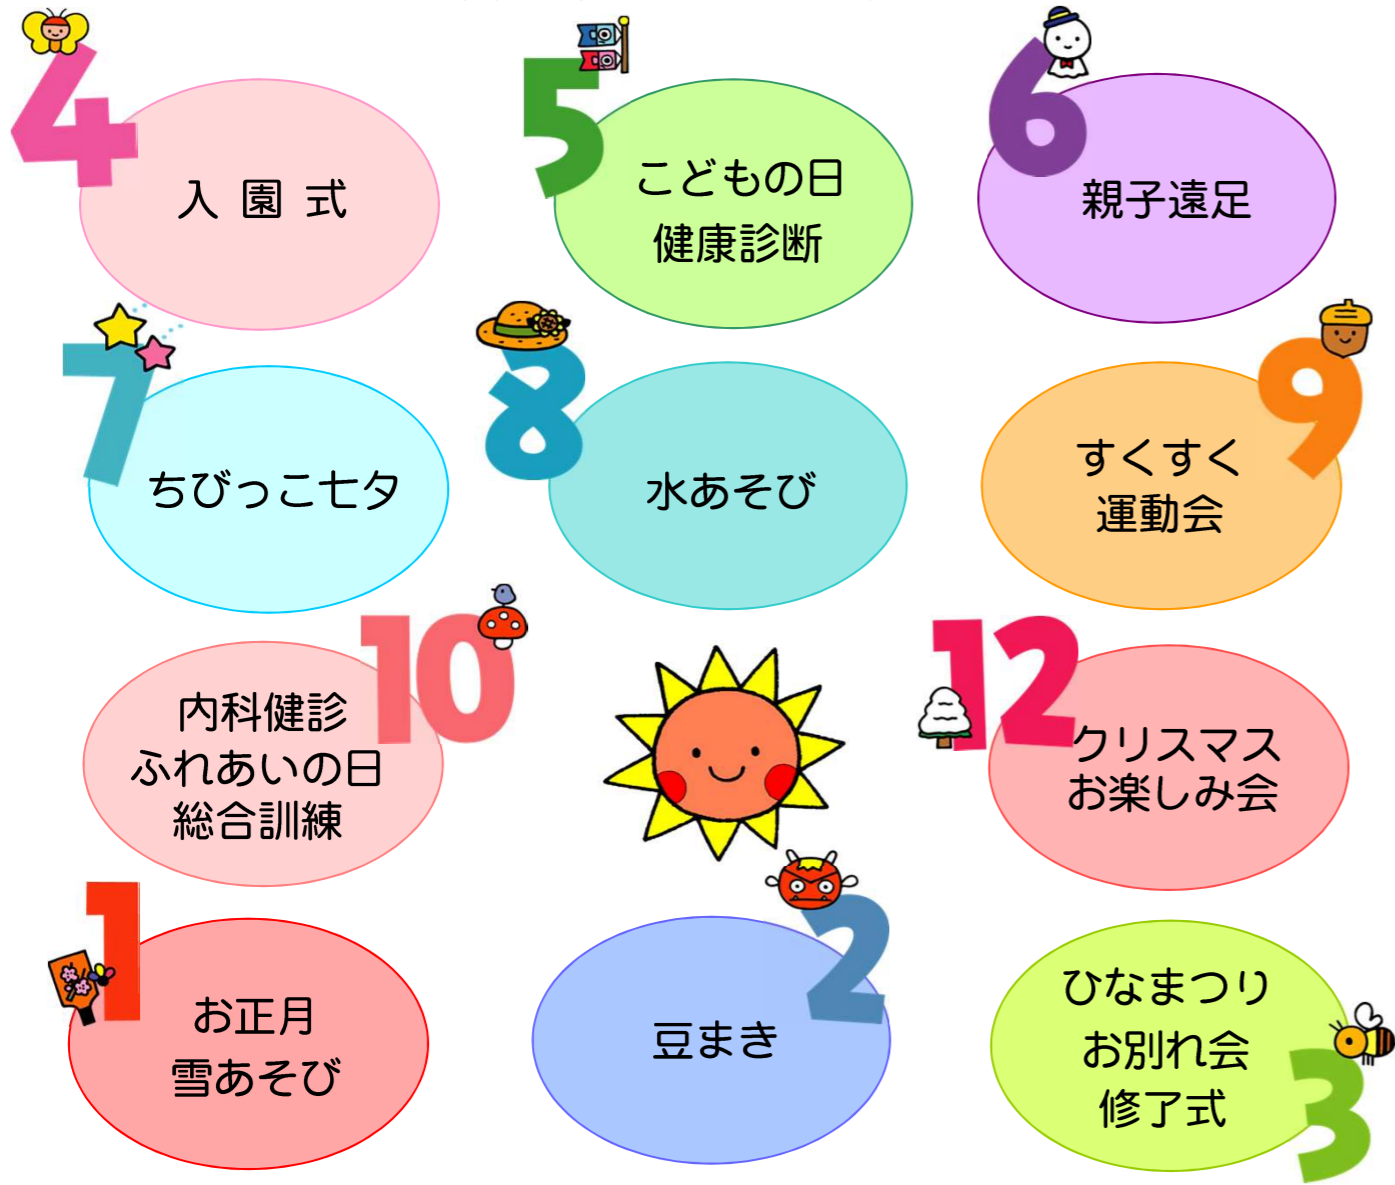 4
入園式
5
こどもの日
健康診断
6
親子遠足
7
ちびっこ七夕
8
水あそび
9
すくすく
運動会
10
内科健診
ふれあいの日
総合訓練
12
クリスマス
お楽しみ会
1
お正月
雪あそび
2
豆まき
3
ひなまつり
お別れ会
修了式